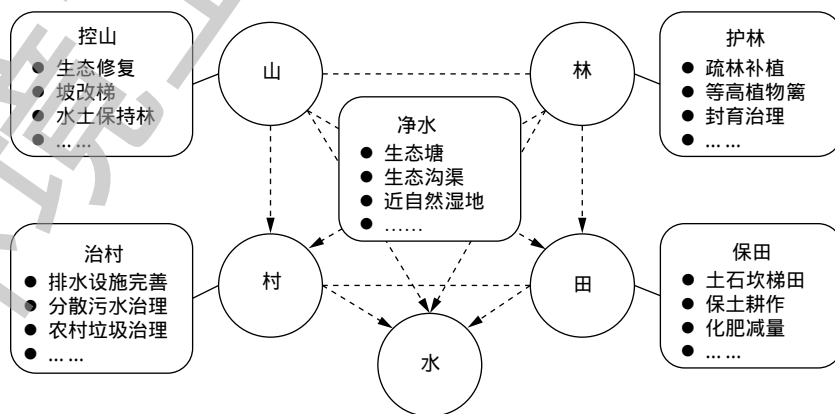 控山
● 生态修复
● 坡改梯
● 水土保持林
● … …
山
林
护林
● 疏林补植
● 等高植物篱
● 封育治理
● … …
净水
● 生态塘
● 生态沟渠
● 近自然湿地
● ……
治村
● 排水设施完善
● 分散污水治理
● 农村垃圾治理
● … …
村
田
保田
● 土石坎梯田
● 保土耕作
● 化肥减量
● … …
水
境